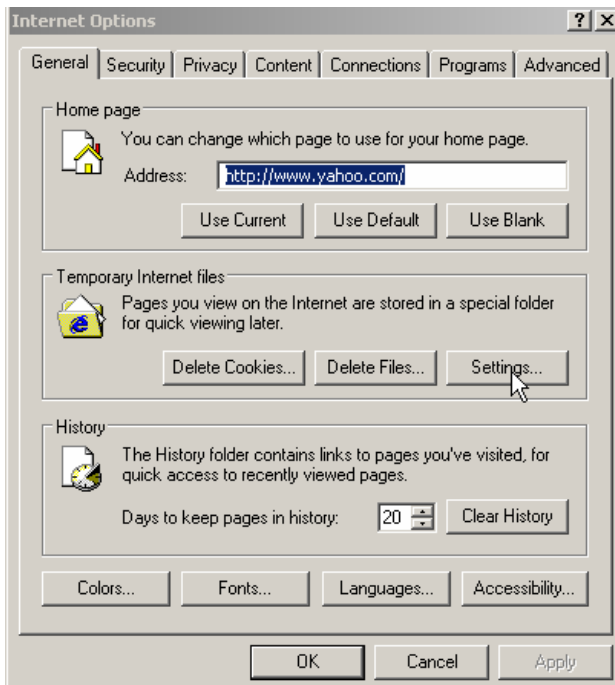 Internet Options
General Security Privacy Content Connections Programs Advanced
Home page
You can change which page to use for your home page.
Address: http://www.yahoo.com/
Use Current Use Default Use Blank
Temporary Internet files
Pages you view on the Internet are stored in a special folder
for quick viewing later.
Delete Cookies... Delete Files... Settings...
History
The History folder contains links to pages you've visited, for
quick access to recently viewed pages.
Days to keep pages in history: 20 Clear History
Colors... Fonts... Languages... Accessibility...
OK Cancel Apply